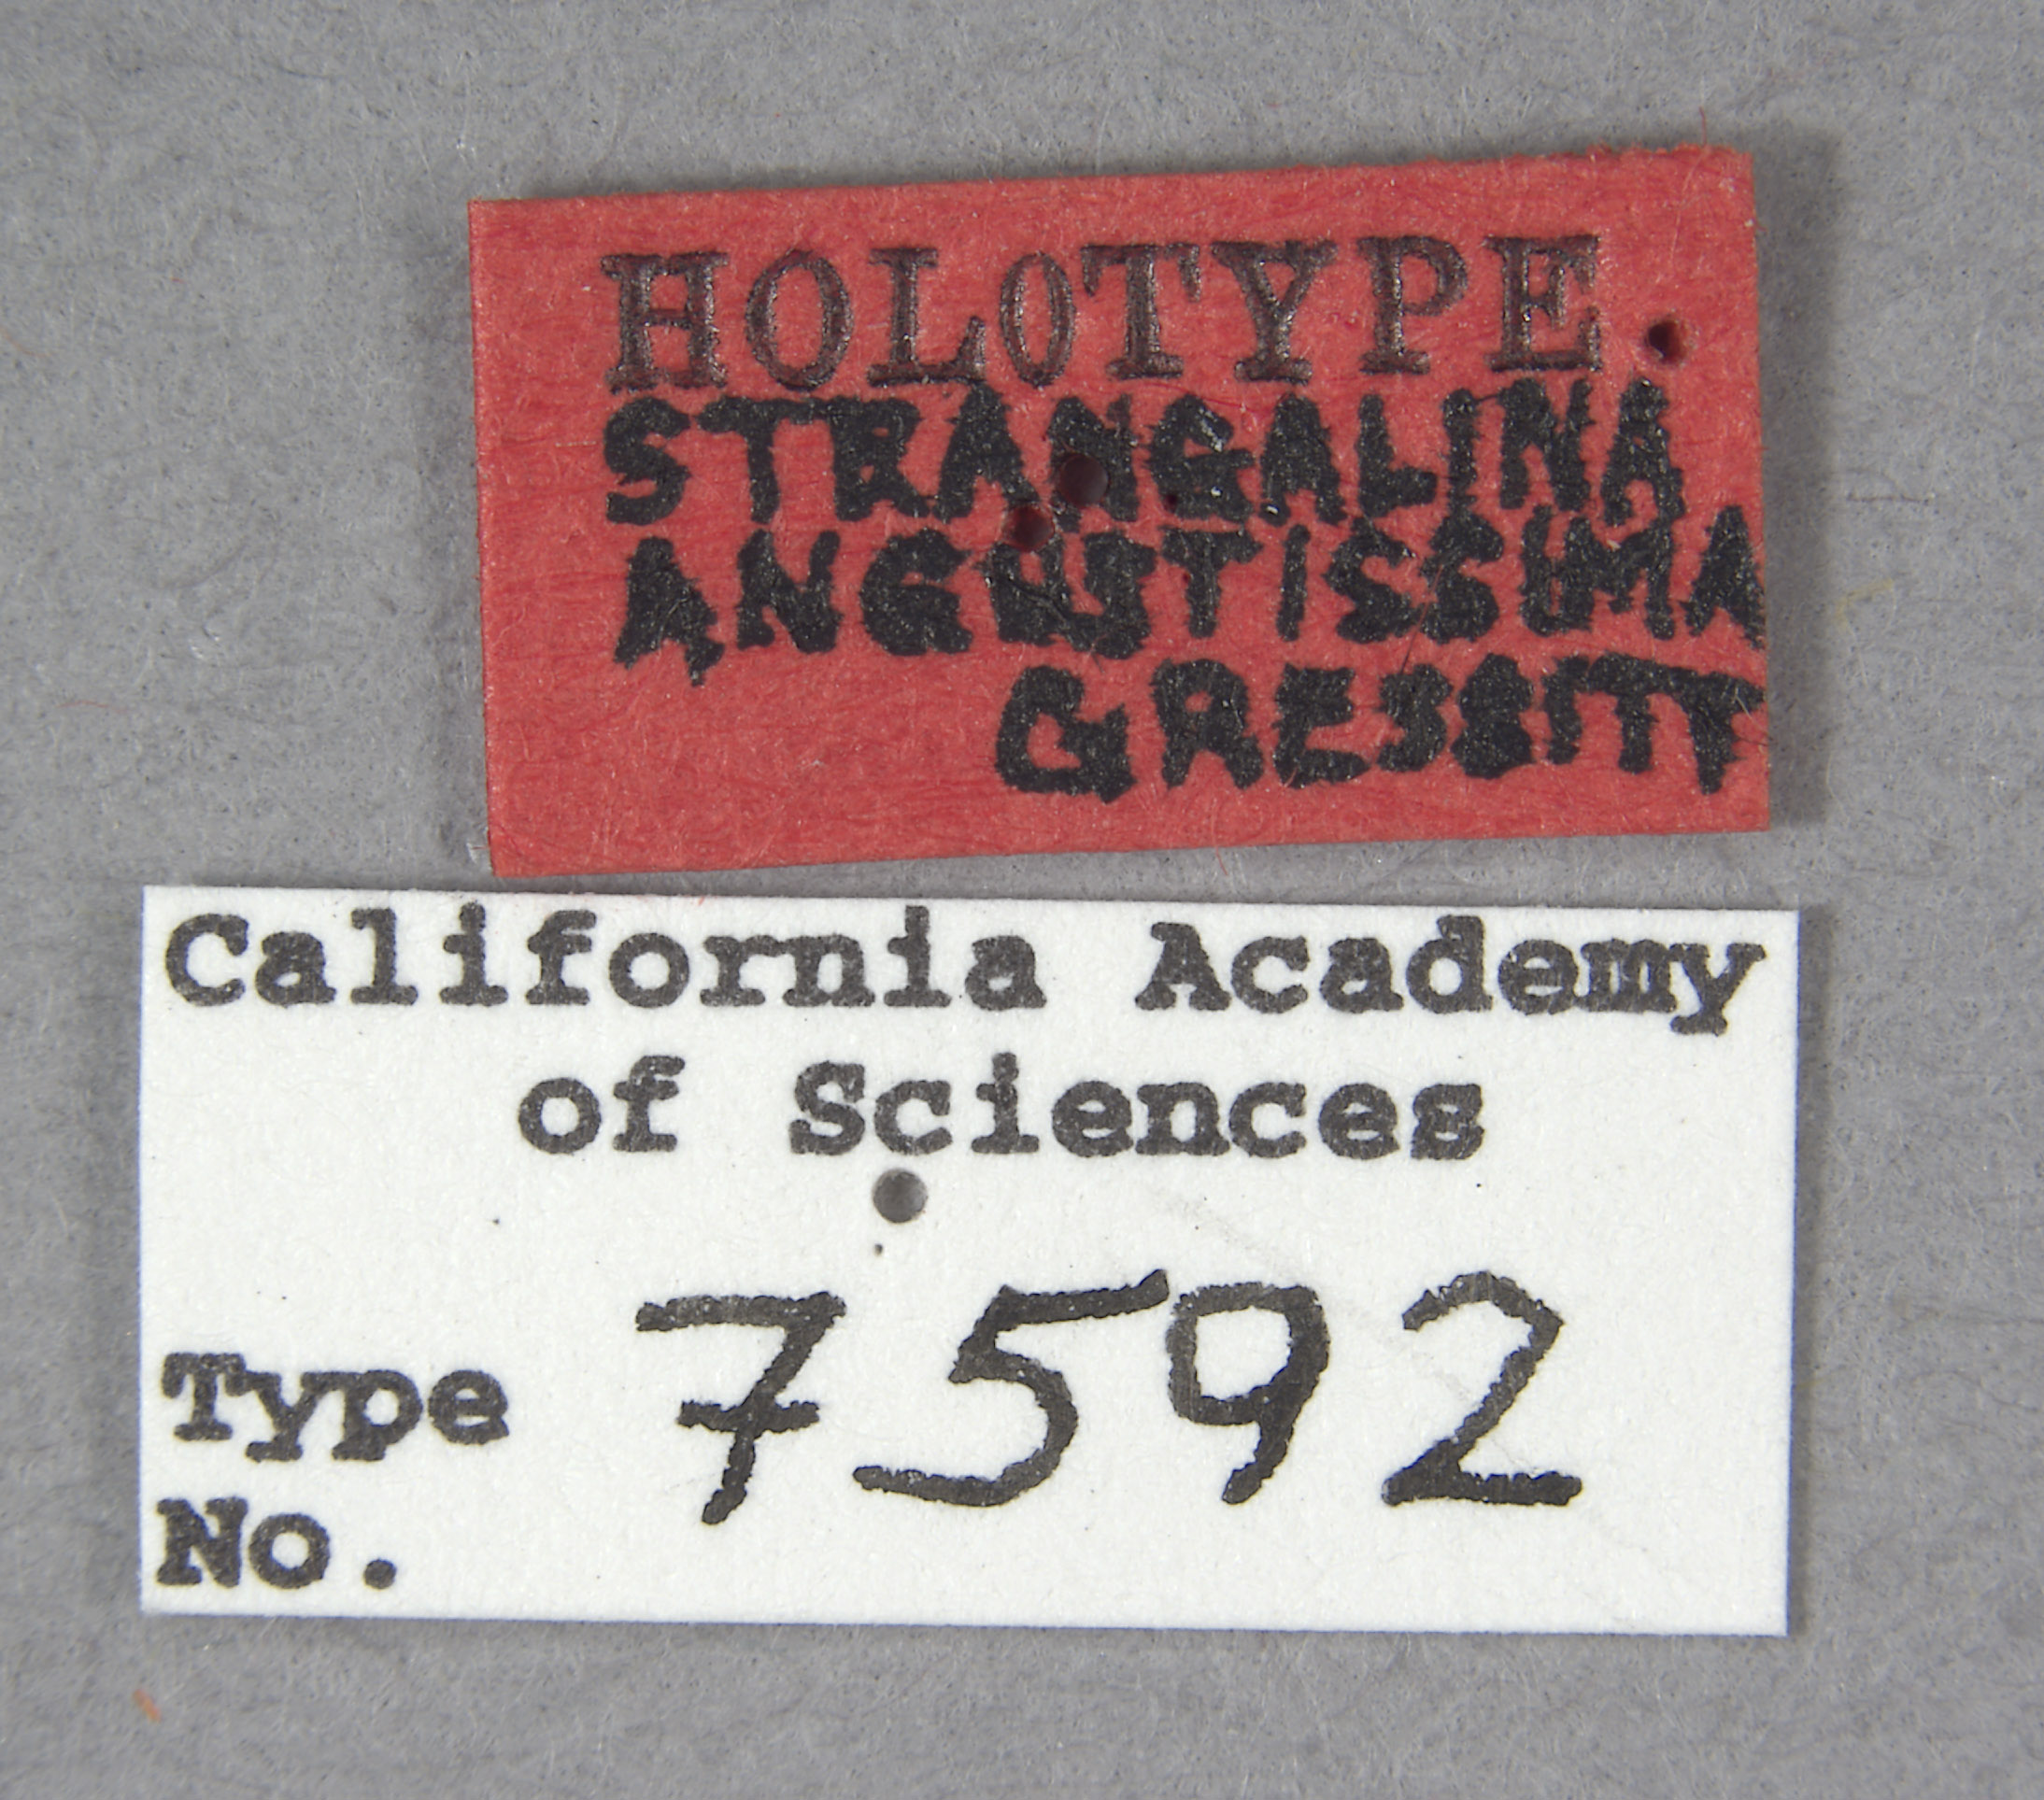 HOLOTYPE
STRANGALINA
ANGUSTISSIMA
GRESSITT
California Academy
of Sciences
Type 7592
No.